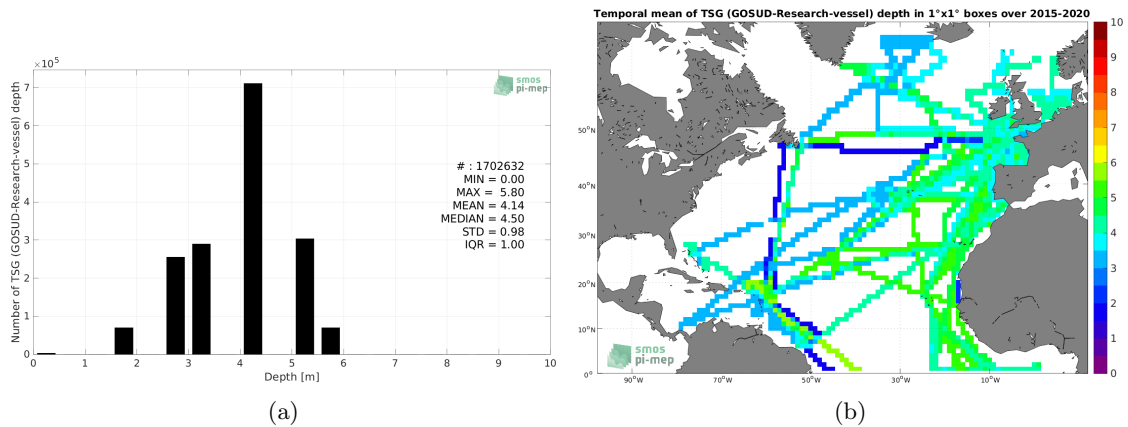 ×10⁵
7
6
5
4
3
2
1
0
Number of TSG (GOSUD-Research-vessel) depth
smos
pi-mep
# : 1702632
MIN = 0.00
MAX = 5.80
MEAN = 4.14
MEDIAN = 4.50
STD = 0.98
IQR = 1.00
0 1 2 3 4 5 6 7 8 9 10
Depth [m]
(a)
Temporal mean of TSG (GOSUD-Research-vessel) depth in 1°x1° boxes over 2015-2020
50°N
40°N
30°N
20°N
10°N
0°
90°W 70°W 50°W 30°W 10°W
smos
pi-mep
10
9
8
7
6
5
4
3
2
1
0
(b)